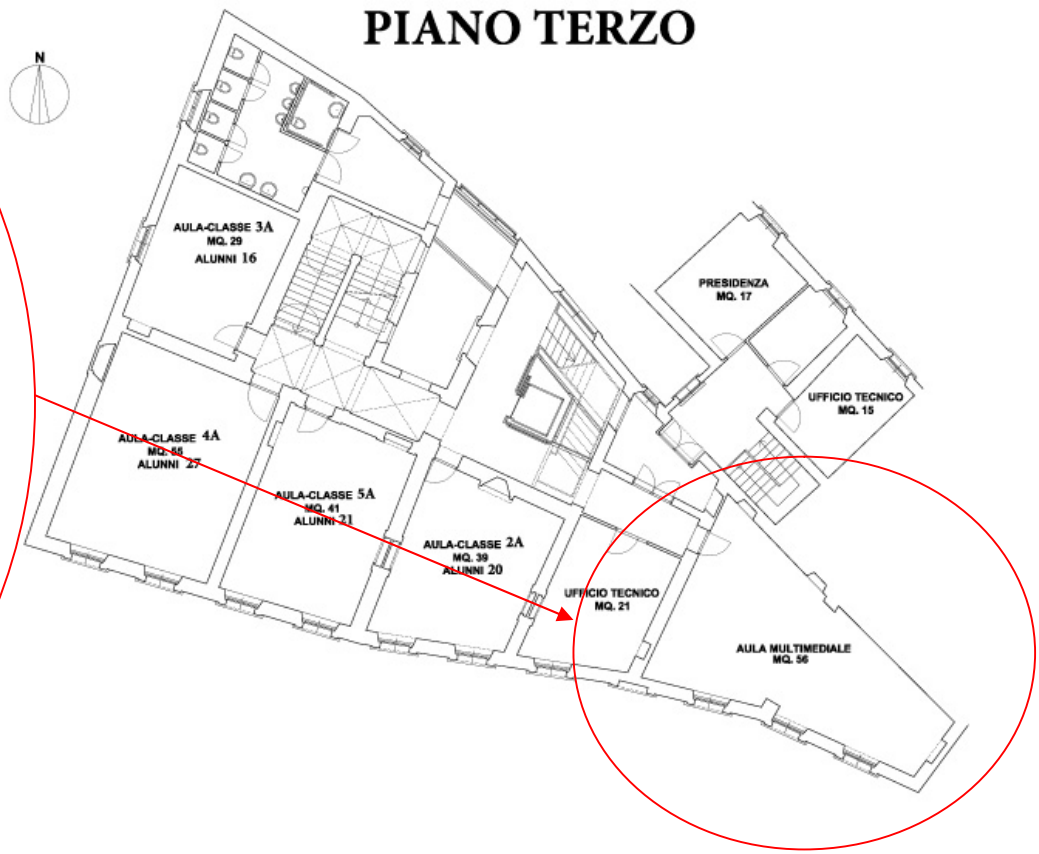 PIANO TERZO
N
AULA-CLASSE 3A
MQ. 29
ALUNNI 16
PRESIDENZA
MQ. 17
UFFICIO TECNICO
MQ. 15
AULA-CLASSE 4A
MQ. 55
ALUNNI 27
AULA-CLASSE 5A
MQ. 41
ALUNNI 21
AULA-CLASSE 2A
MQ. 39
ALUNNI 20
UFFICIO TECNICO
MQ. 21
AULA MULTIMEDIALE
MQ. 56